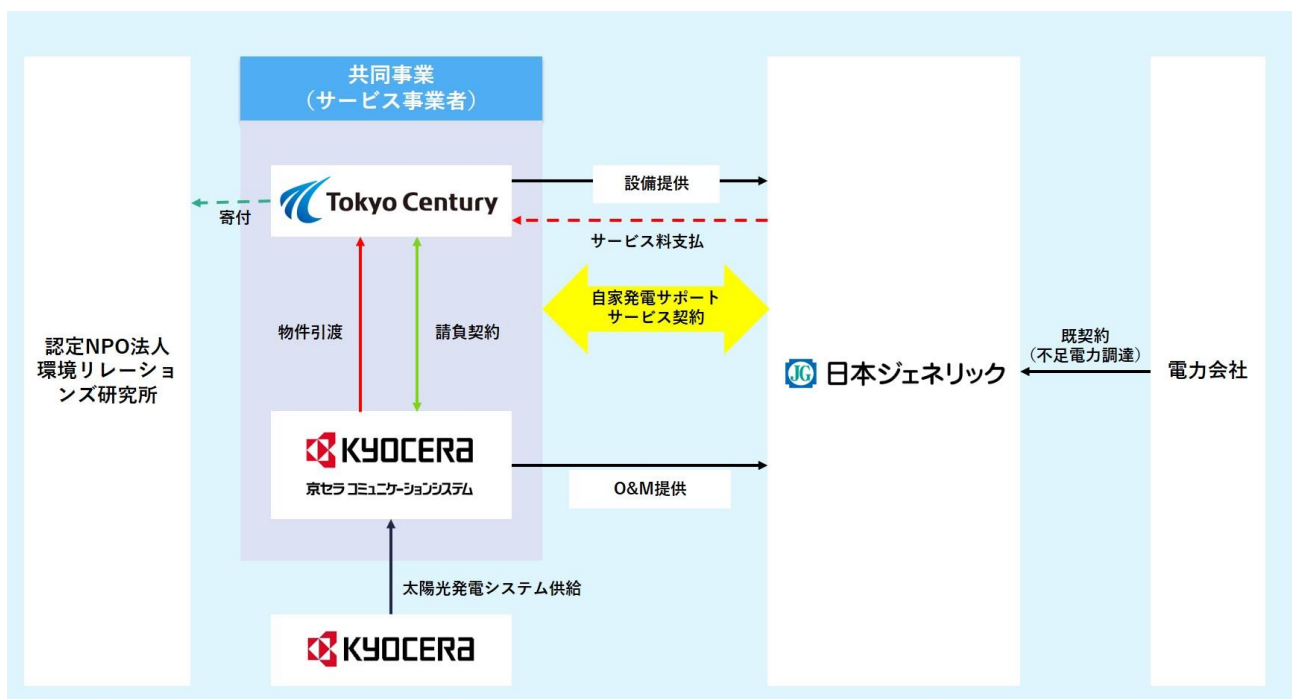 共同事業
（サービス事業者）
Tokyo Century
設備提供
寄付
サービス料支払
自家発電サポート
サービス契約
物件引渡
請負契約
認定NPO法人
環境リレーショ
ンズ研究所
JG 日本ジェネリック
既契約
（不足電力調達）
電力会社
KYOCERA
京セラ コミュニケーションシステム
O&M提供
太陽光発電システム供給
KYOCERA